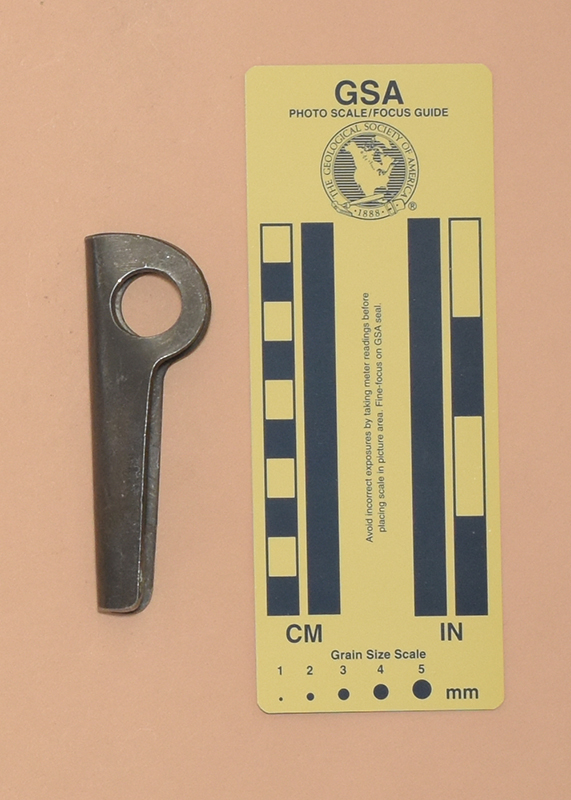 GSA
PHOTO SCALE/FOCUS GUIDE
THE GEOLOGICAL SOCIETY OF AMERICA
·1888·
®
Avoid incorrect exposures by taking meter readings before
placing scale in picture area. Fine-focus on GSA seal.
CM
IN
Grain Size Scale
1 2 3 4 5
mm